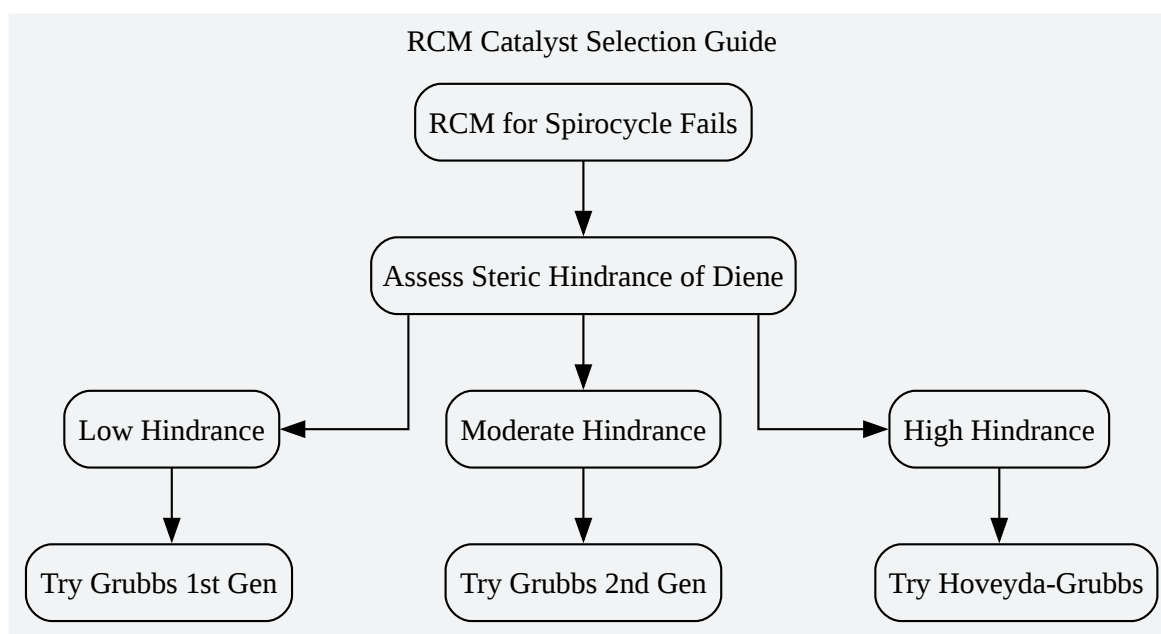 RCM Catalyst Selection Guide
RCM for Spirocycle Fails
Assess Steric Hindrance of Diene
Low Hindrance
Moderate Hindrance
High Hindrance
Try Grubbs 1st Gen
Try Grubbs 2nd Gen
Try Hoveyda-Grubbs